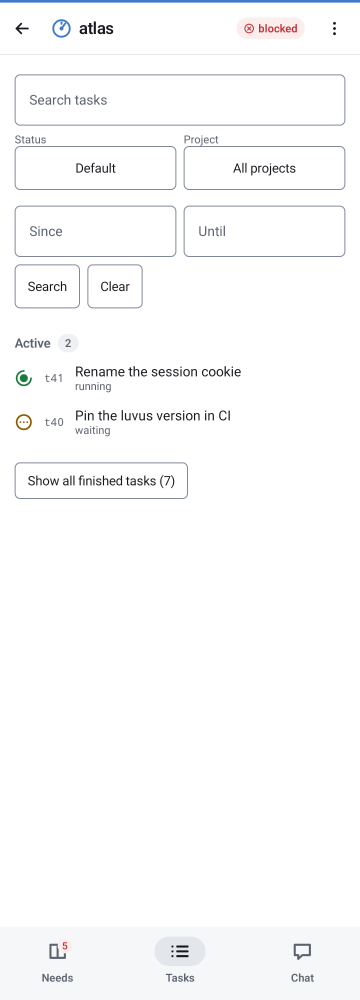 atlas
blocked
Search tasks
Status
Project
Default
All projects
Since
Until
Search
Clear
Active 2
t41 Rename the session cookie
running
t40 Pin the luvus version in CI
waiting
Show all finished tasks (7)
5
Needs
Tasks
Chat